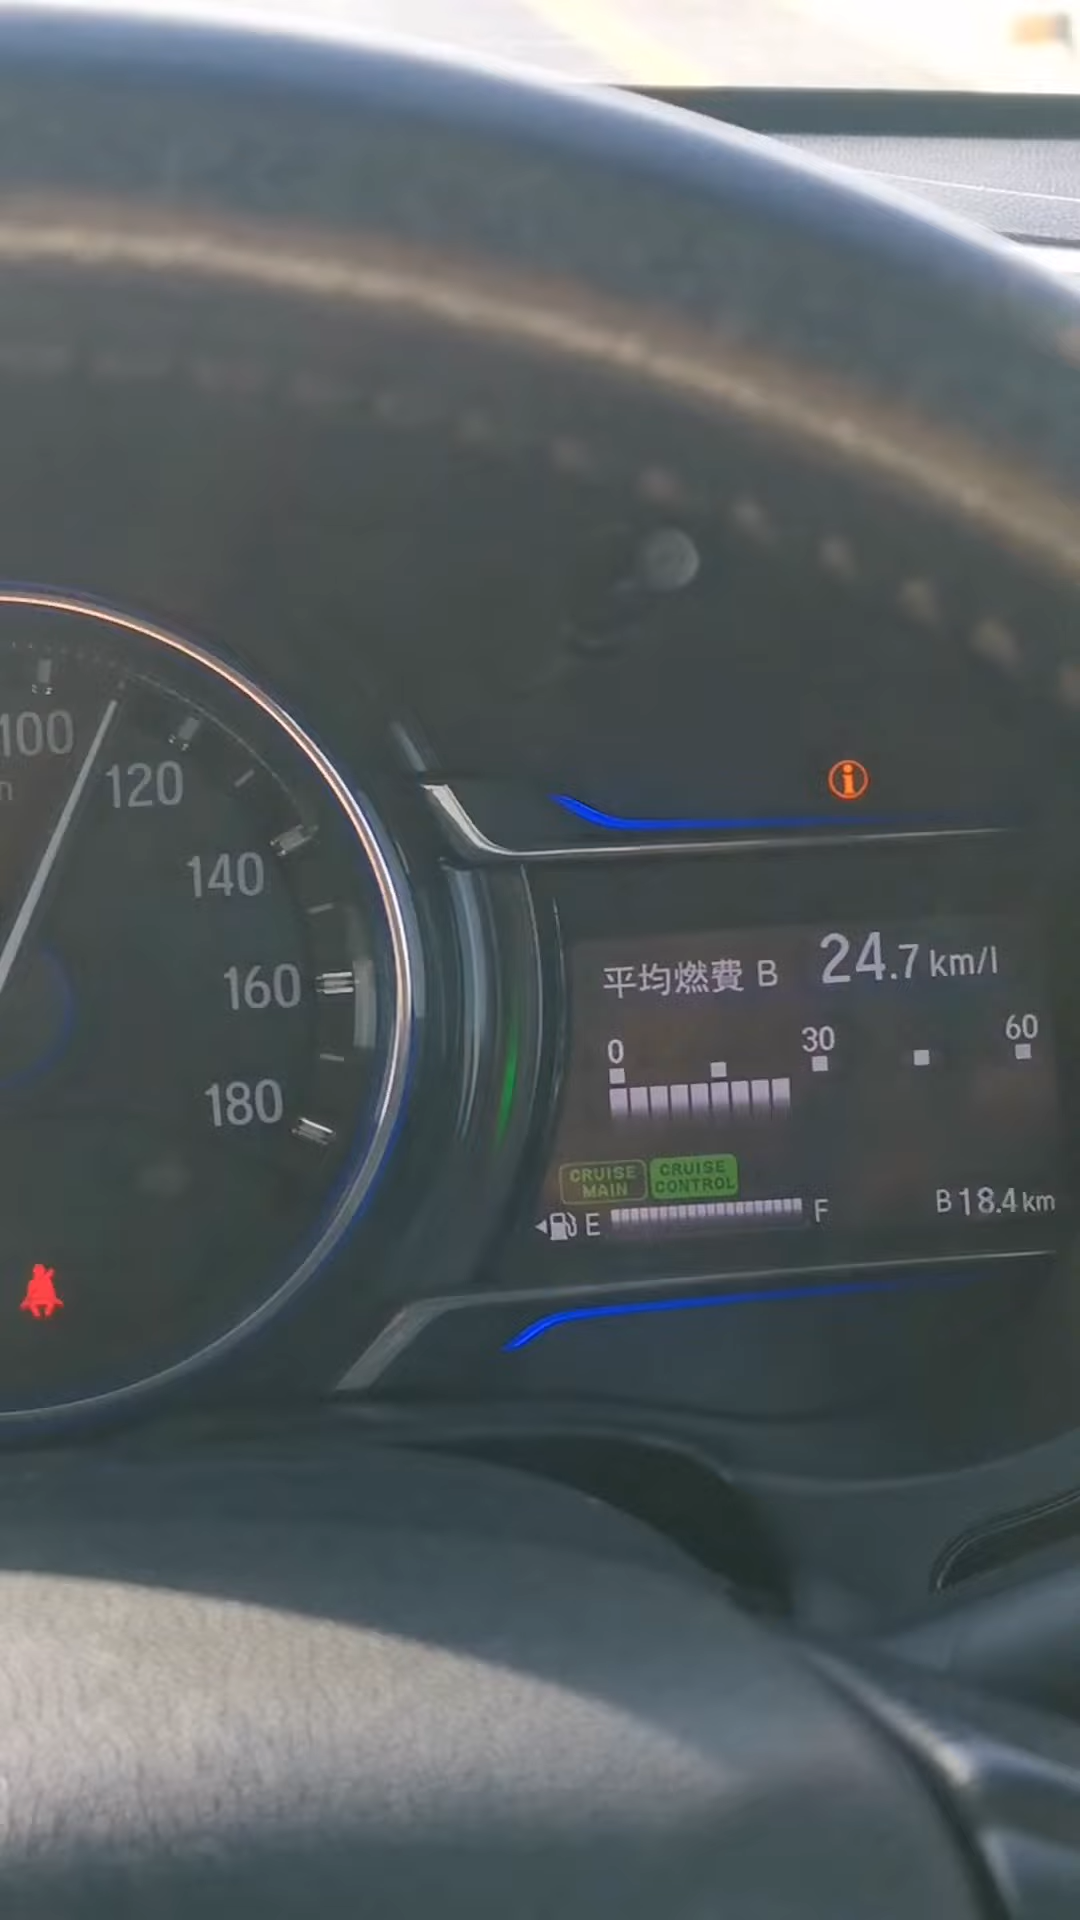 100
120
140
160
180
平均燃費 B 24.7 km/l
0 30 60
CRUISE MAIN
CRUISE CONTROL
E F
B 18.4 km